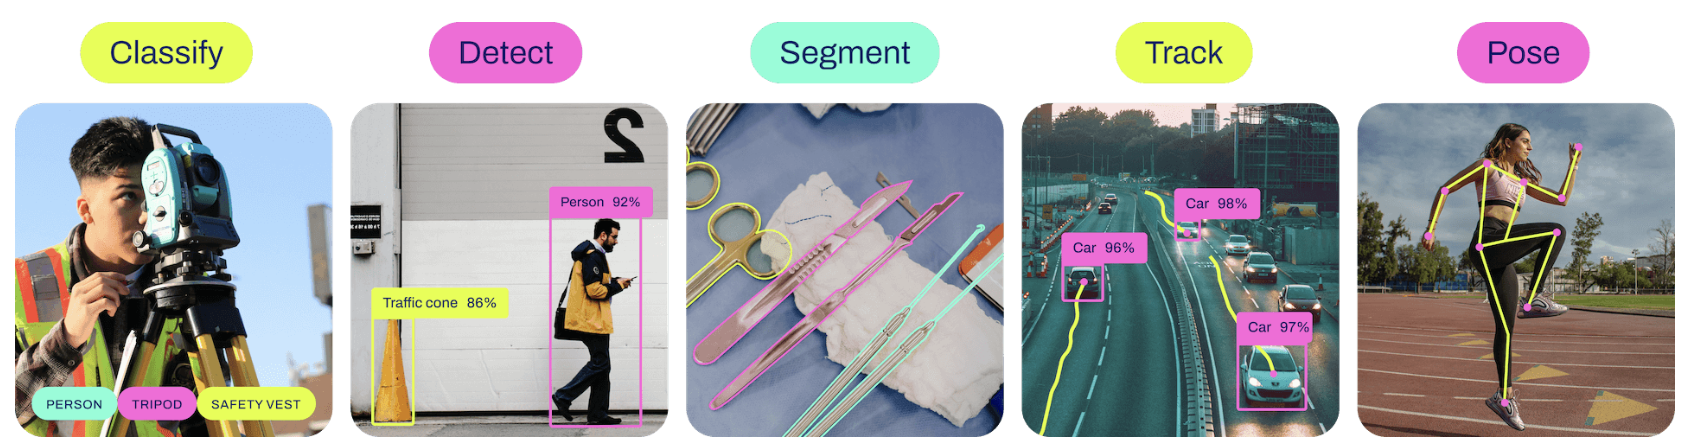 Classify
Detect
Segment
Track
Pose
PERSON
TRIPOD
SAFETY VEST
2
Person 92%
Traffic cone 86%
Car 98%
Car 96%
Car 97%